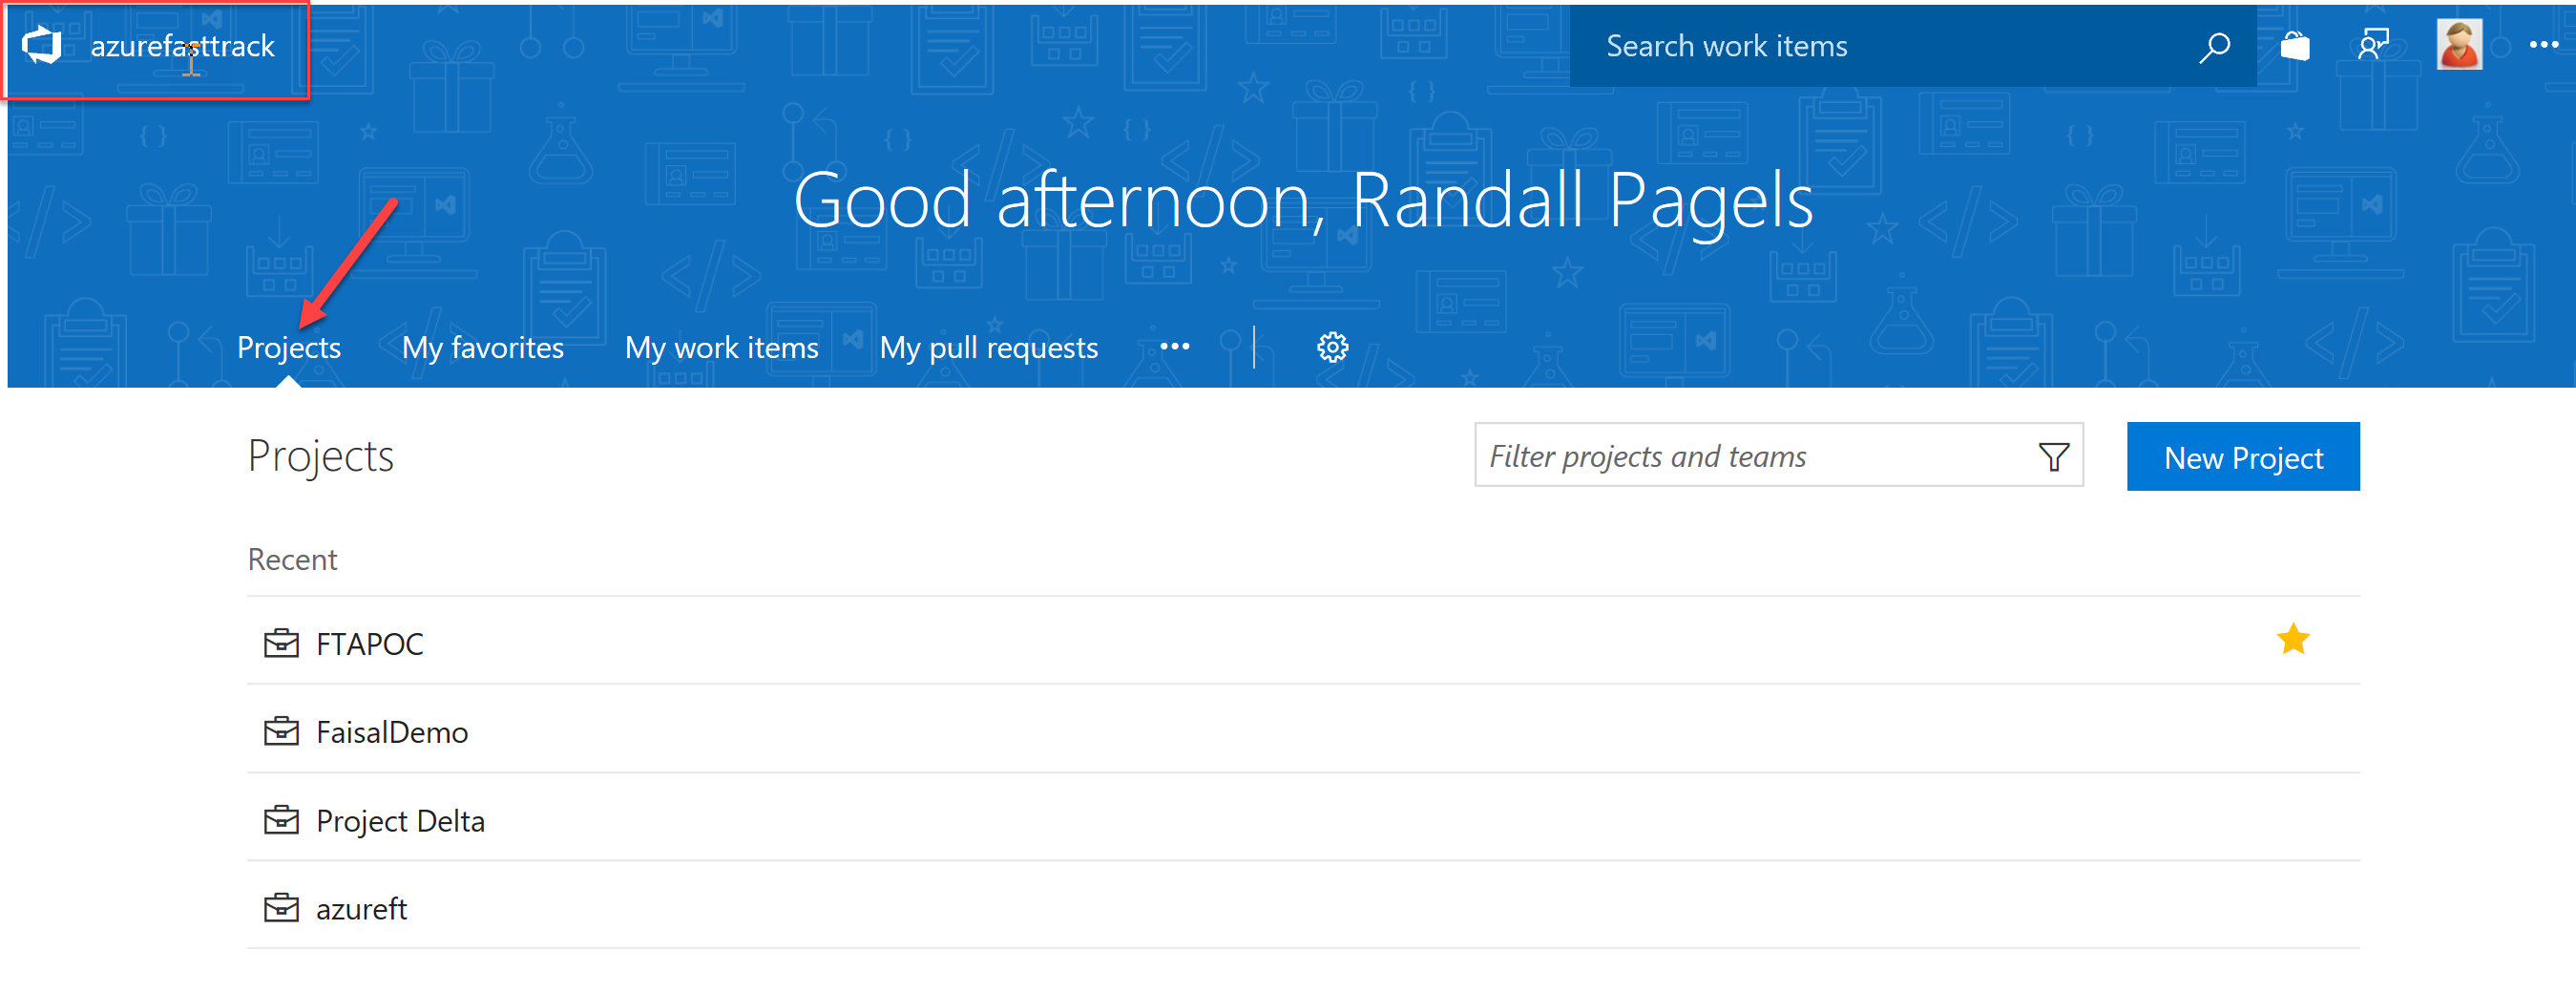 azurefasttrack
Search work items
Good afternoon, Randall Pagels
Projects My favorites My work items My pull requests
Projects
Filter projects and teams
New Project
Recent
FTAPOC
FaisalDemo
Project Delta
azureft